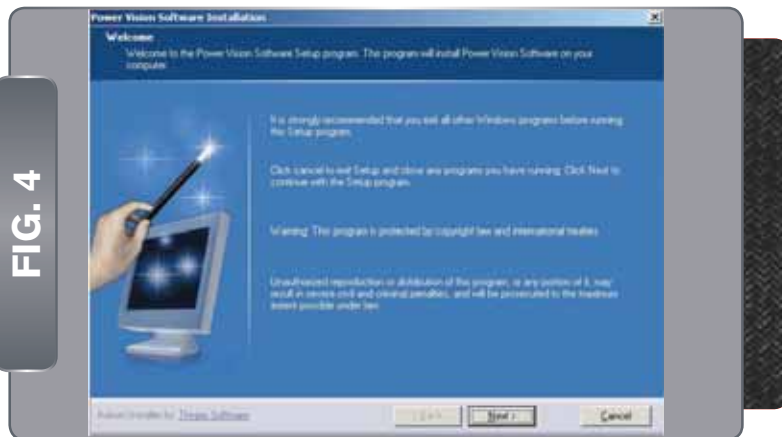 FIG. 4
Power Vision Software Installation
Welcome
Welcome to the Power Vision Software Setup program. This program will install Power Vision Software on your
computer.
It is strongly recommended that you exit all other Windows programs before running
this Setup program.
Click cancel to exit Setup and close any programs you have running. Click Next to
continue with the Setup program.
Warning: This program is protected by copyright law and international treaties.
Unauthorized reproduction or distribution of this program, or any portion of it, may
result in severe civil and criminal penalties, and will be prosecuted to the maximum
extent possible under law.
Software
Next >
Cancel